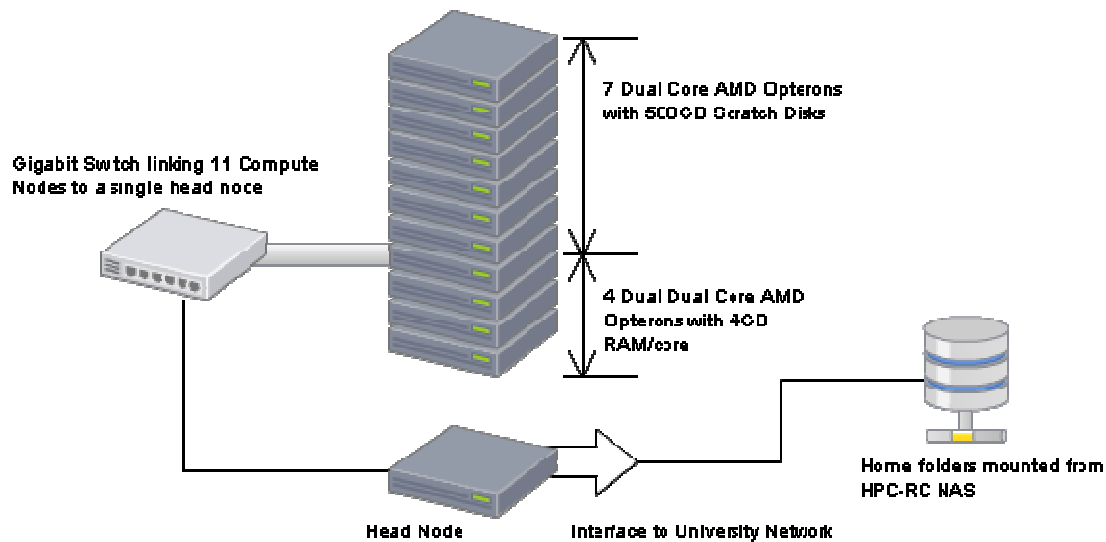 7 Dual Core AMD Opterons
with 500GB Scratch Disks
Gigabit Switch linking 11 Compute
Nodes to a single head node
4 Dual Dual Core AMD
Opterons with 4GB
RAM/core
Home folders mounted from
HPC-RC NAS
Head Node
Interface to University Network